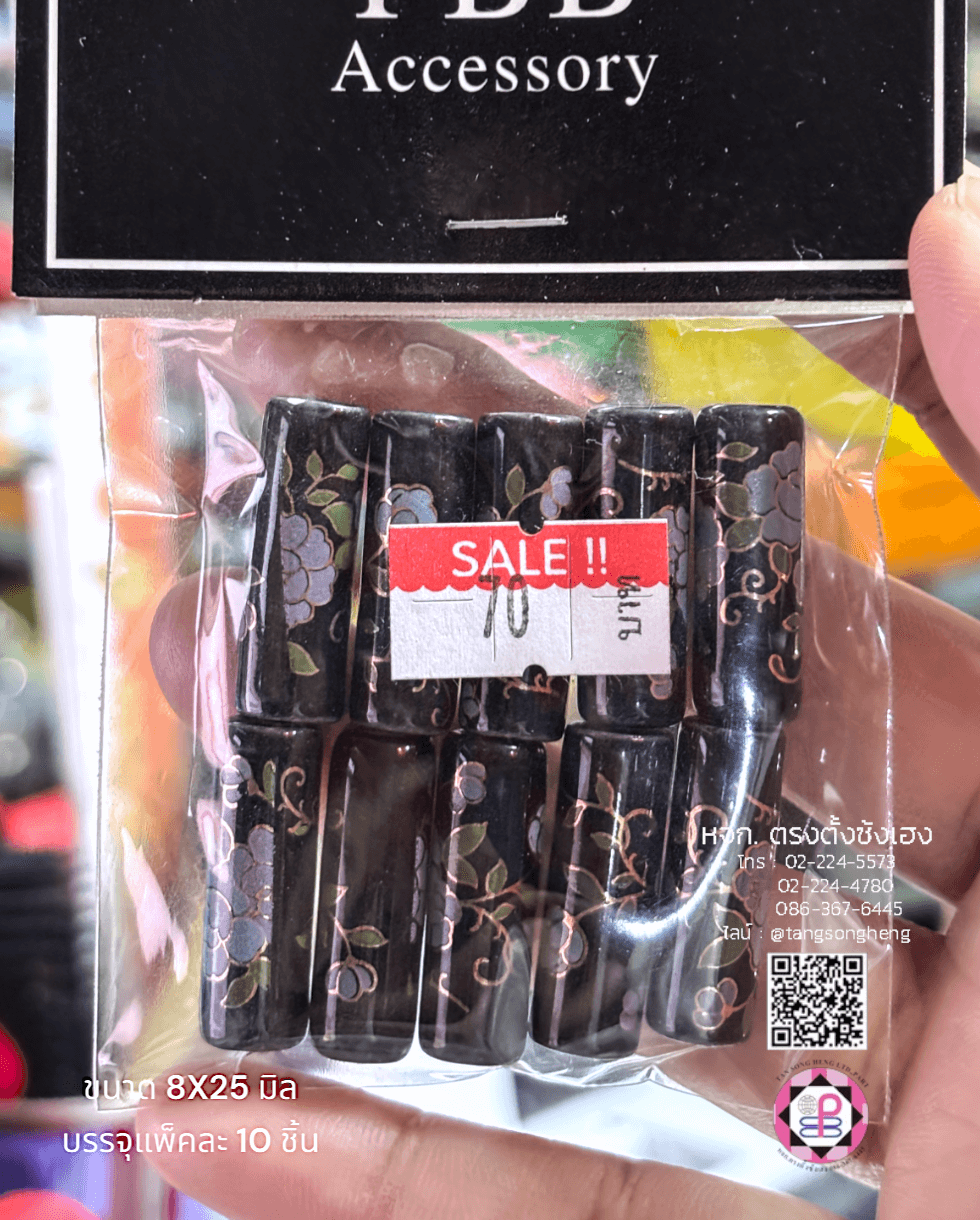 Accessory
SALE !!
70
บาท
หจก. ตรงตั้งซ้งเฮง
โทร : 02-224-5573
02-224-4780
086-367-6445
ไลน์ : @tangsongheng
ขนาด 8X25 มิล
บรรจุแพ็คละ 10 ชิ้น